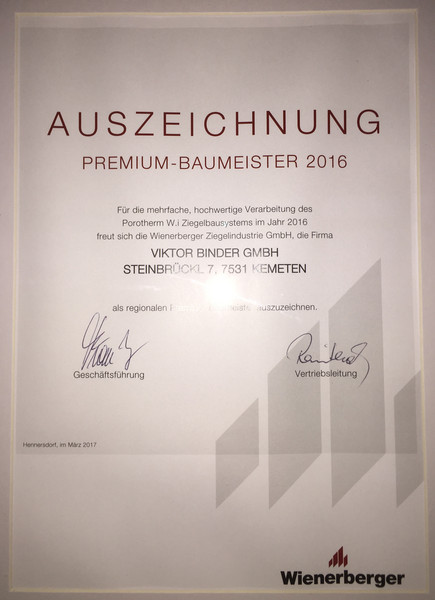 AUSZEICHNUNG
PREMIUM-BAUMEISTER 2016
Für die mehrfache, hochwertige Verarbeitung des
Porotherm W.i Ziegelbausystems im Jahr 2016
freut sich die Wienerberger Ziegelindustrie GmbH, die Firma
VIKTOR BINDER GMBH
STEINBRÜCKL 7, 7531 KEMETEN
als regionalen auszuzeichnen.
Geschäftsführung
Vertriebsleitung
Hennersdorf, im März 2017
Wienerberger